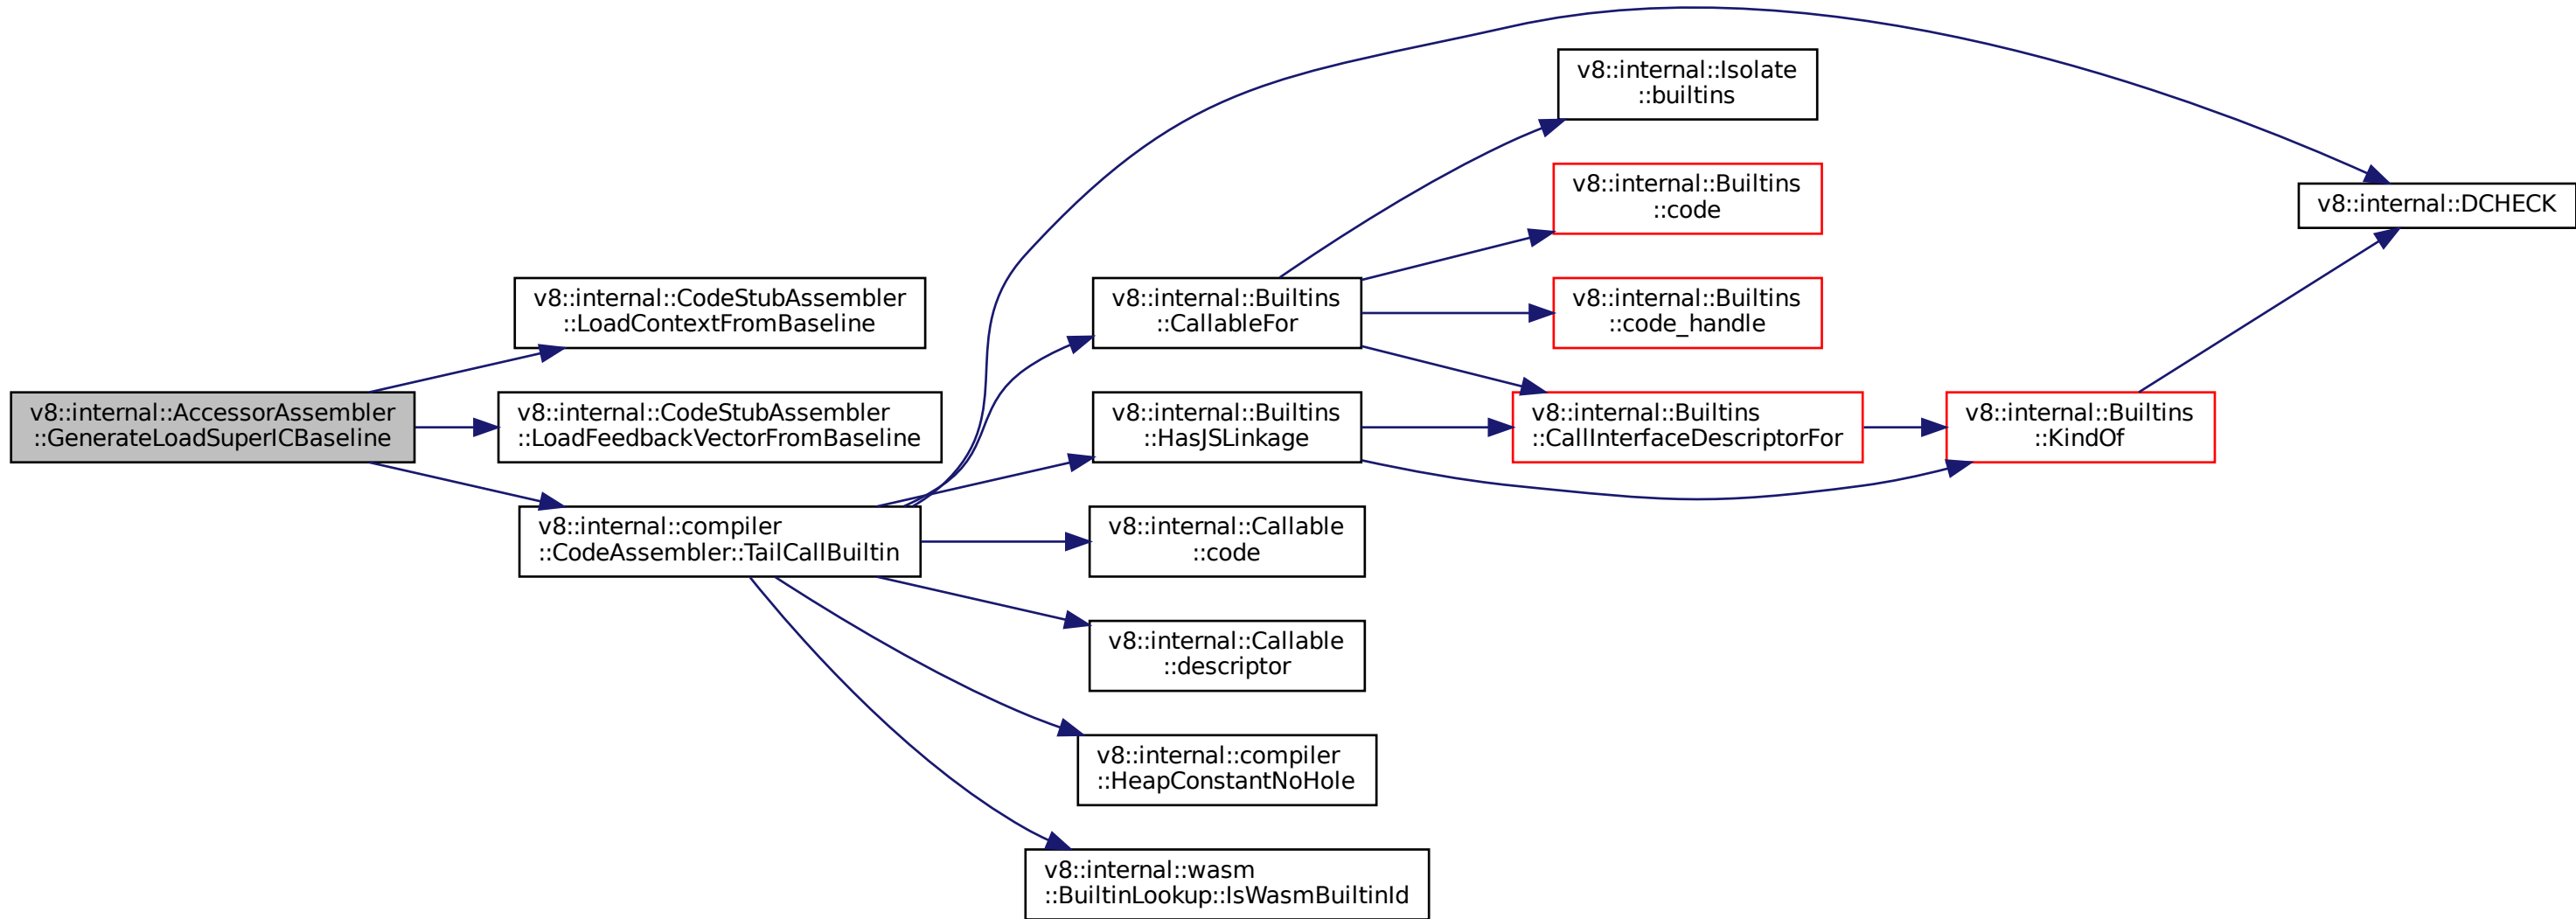 v8::internal::AccessorAssembler
::GenerateLoadSuperICBaseline
v8::internal::CodeStubAssembler
::LoadContextFromBaseline
v8::internal::CodeStubAssembler
::LoadFeedbackVectorFromBaseline
v8::internal::compiler
::CodeAssembler::TailCallBuiltin
v8::internal::Builtins
::CallableFor
v8::internal::Builtins
::HasJSLinkage
v8::internal::Callable
::code
v8::internal::Callable
::descriptor
v8::internal::compiler
::HeapConstantNoHole
v8::internal::wasm
::BuiltinLookup::IsWasmBuiltinId
v8::internal::Isolate
::builtins
v8::internal::Builtins
::code
v8::internal::Builtins
::code_handle
v8::internal::Builtins
::CallInterfaceDescriptorFor
v8::internal::Builtins
::KindOf
v8::internal::DCHECK